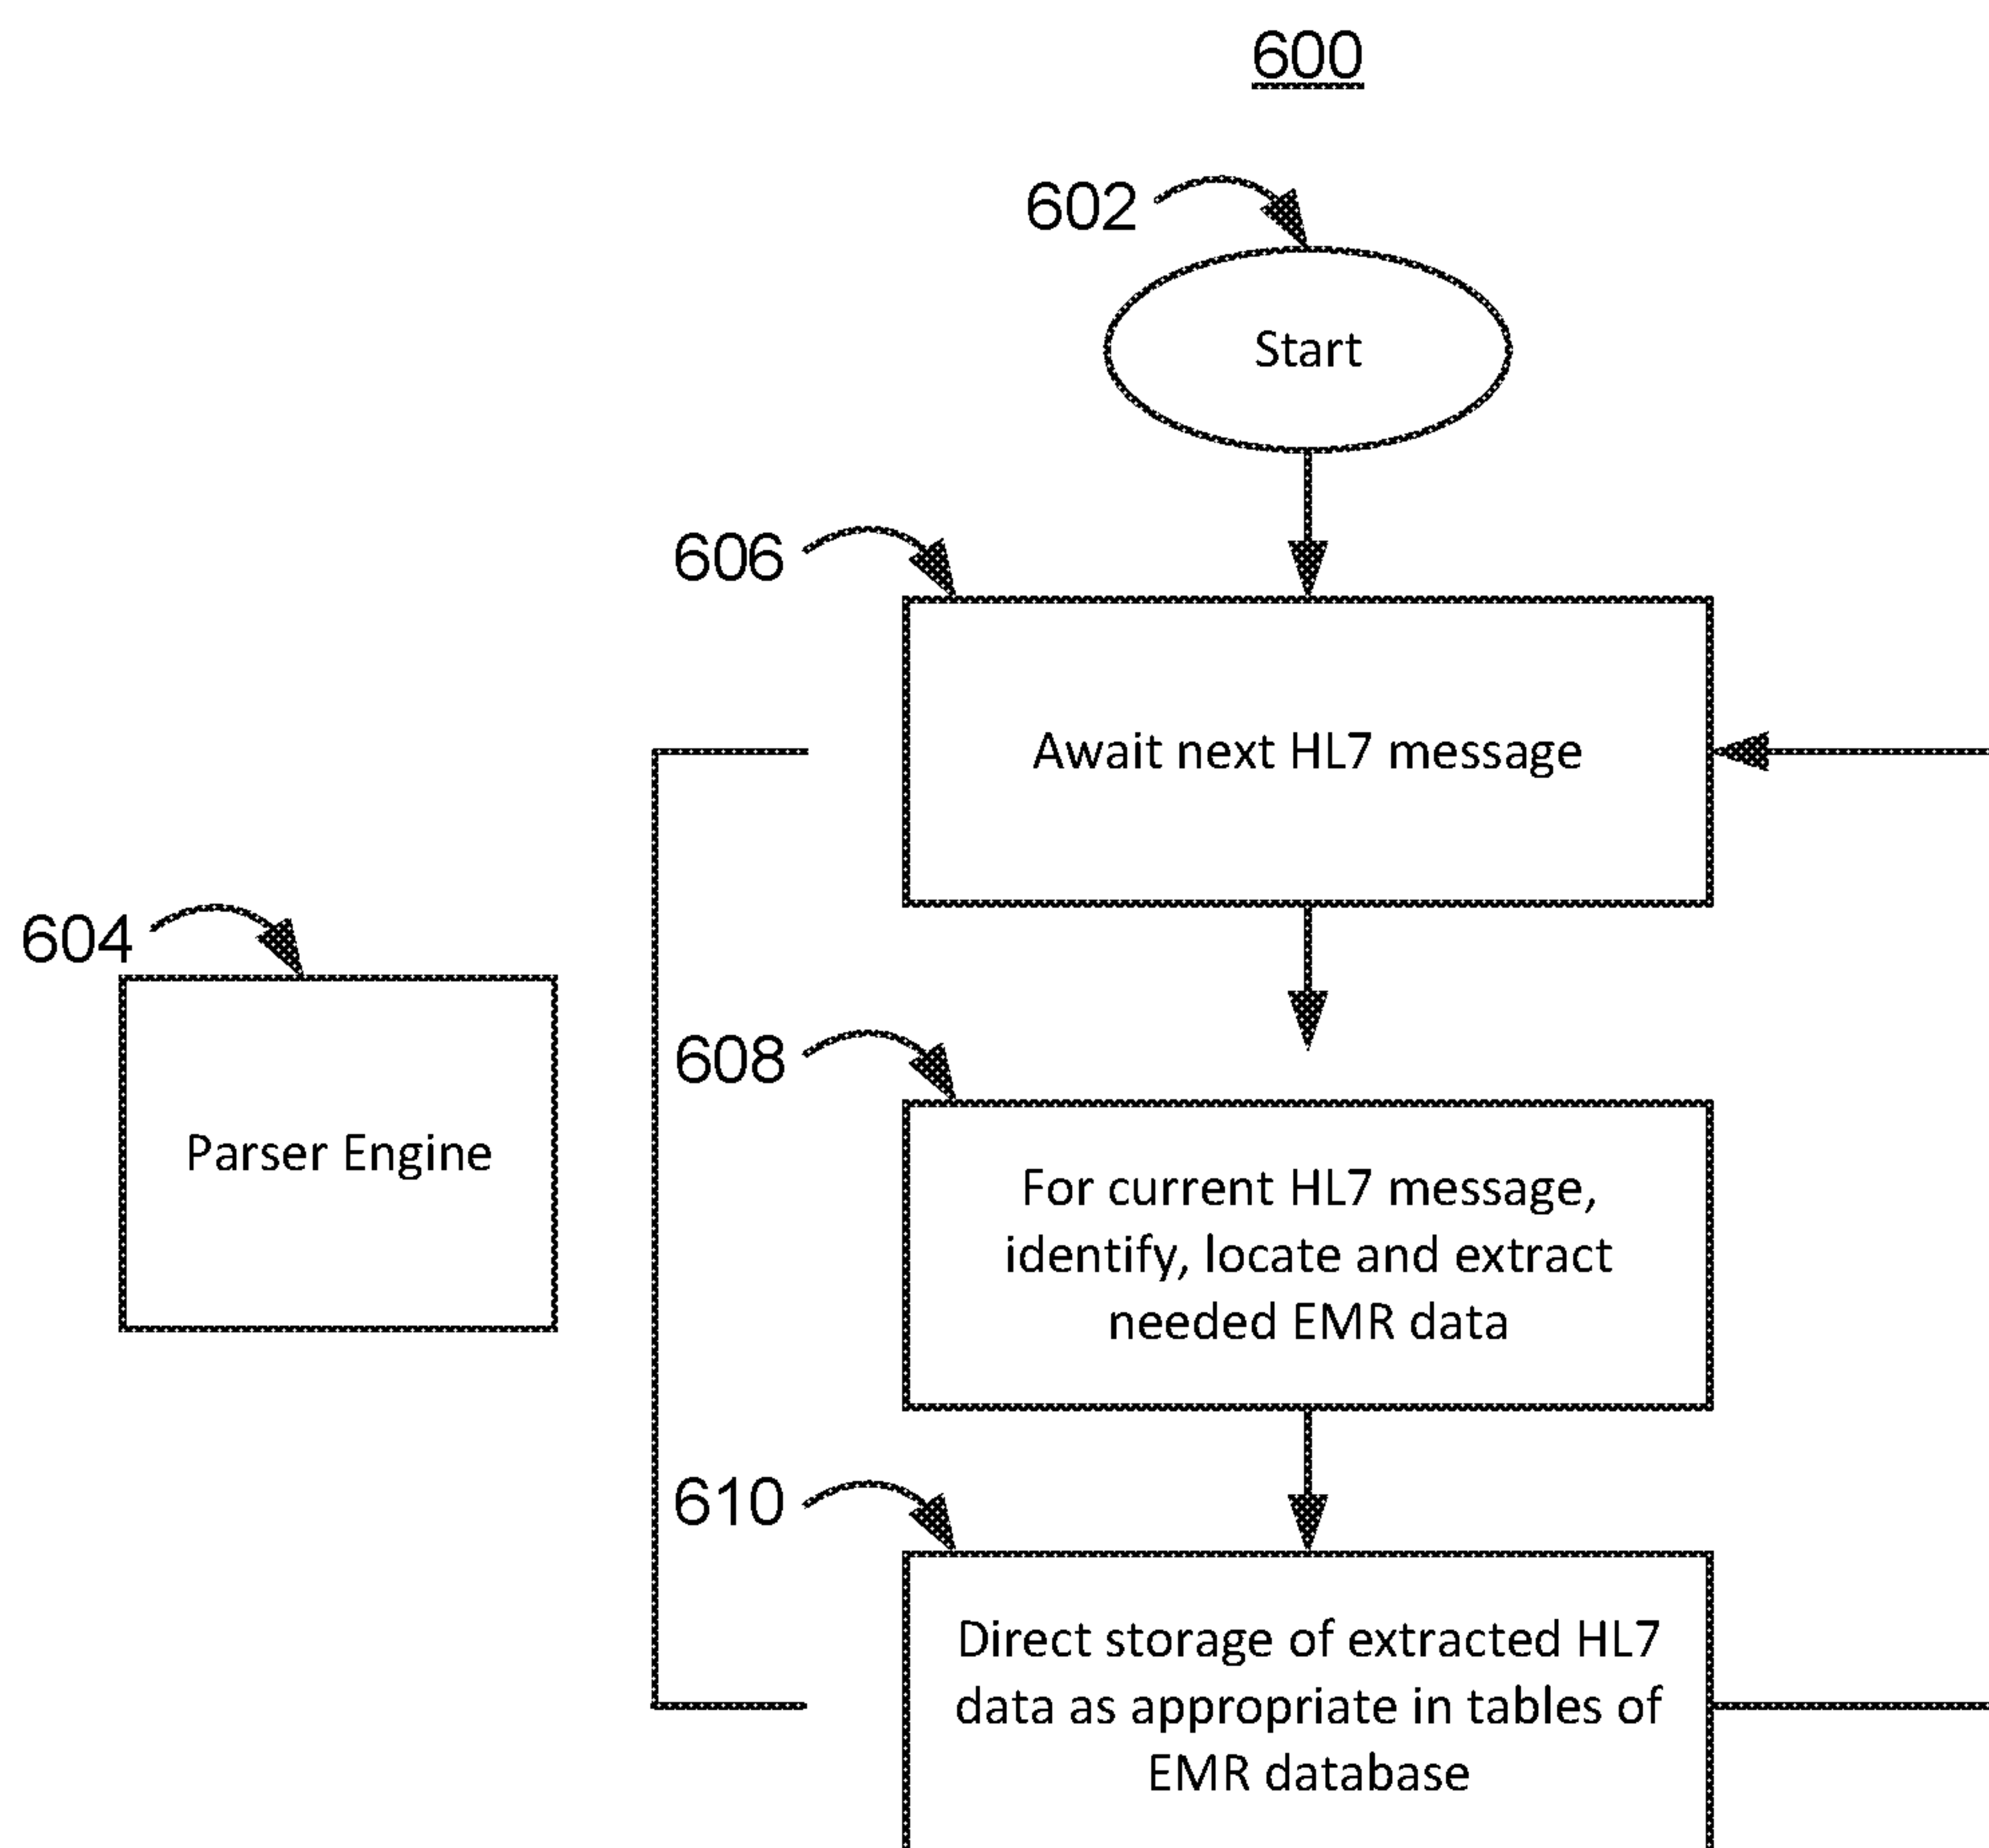 600
602
Start
606
Await next HL7 message
604
Parser Engine
608
For current HL7 message,
identify, locate and extract
needed EMR data
610
Direct storage of extracted HL7
data as appropriate in tables of
EMR database